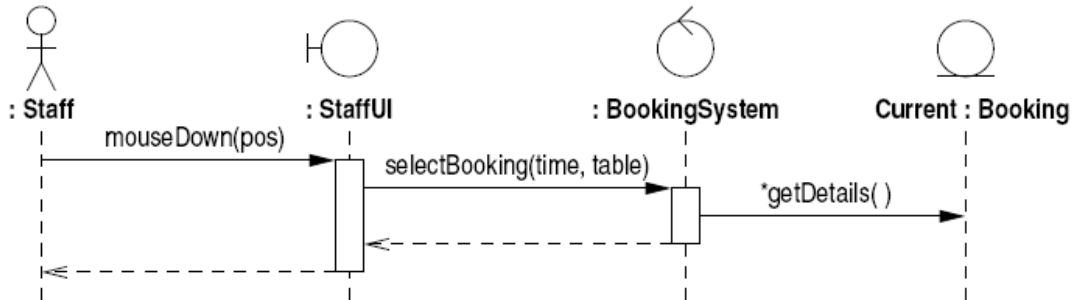 : Staff
: StaffUI
: BookingSystem
Current : Booking
mouseDown(pos)
selectBooking(time, table)
*getDetails( )